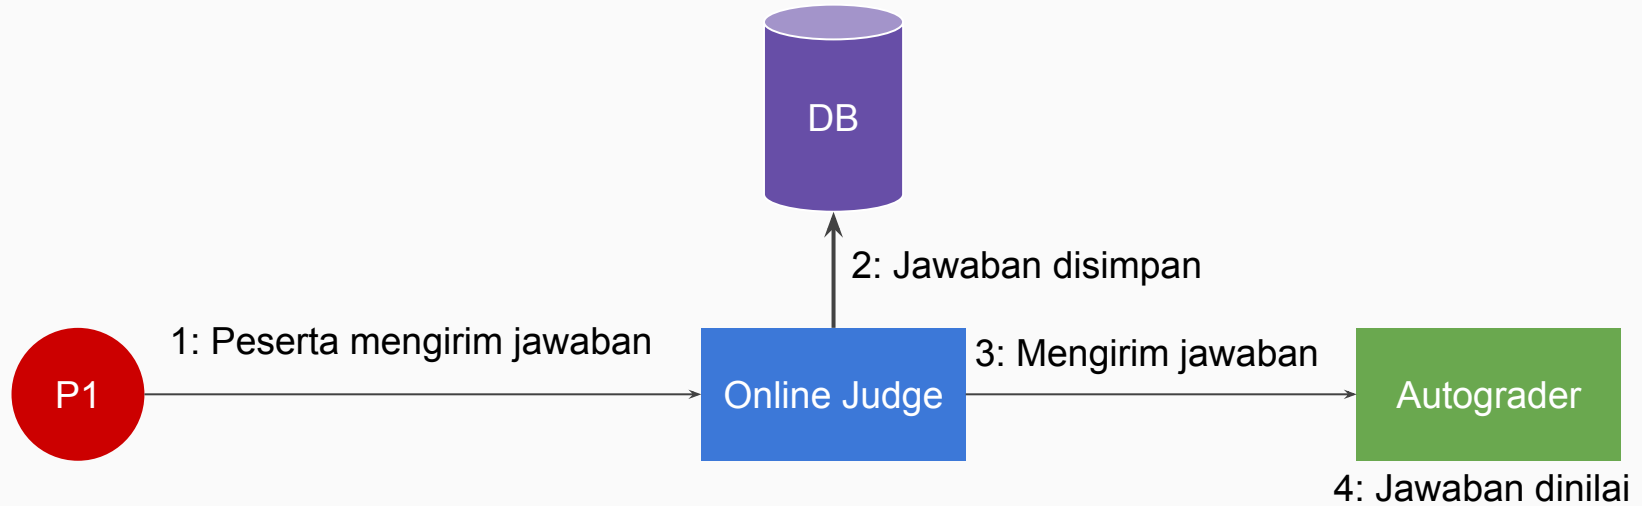 DB
2: Jawaban disimpan
1: Peserta mengirim jawaban
3: Mengirim jawaban
P1
Online Judge
Autograder
4: Jawaban dinilai